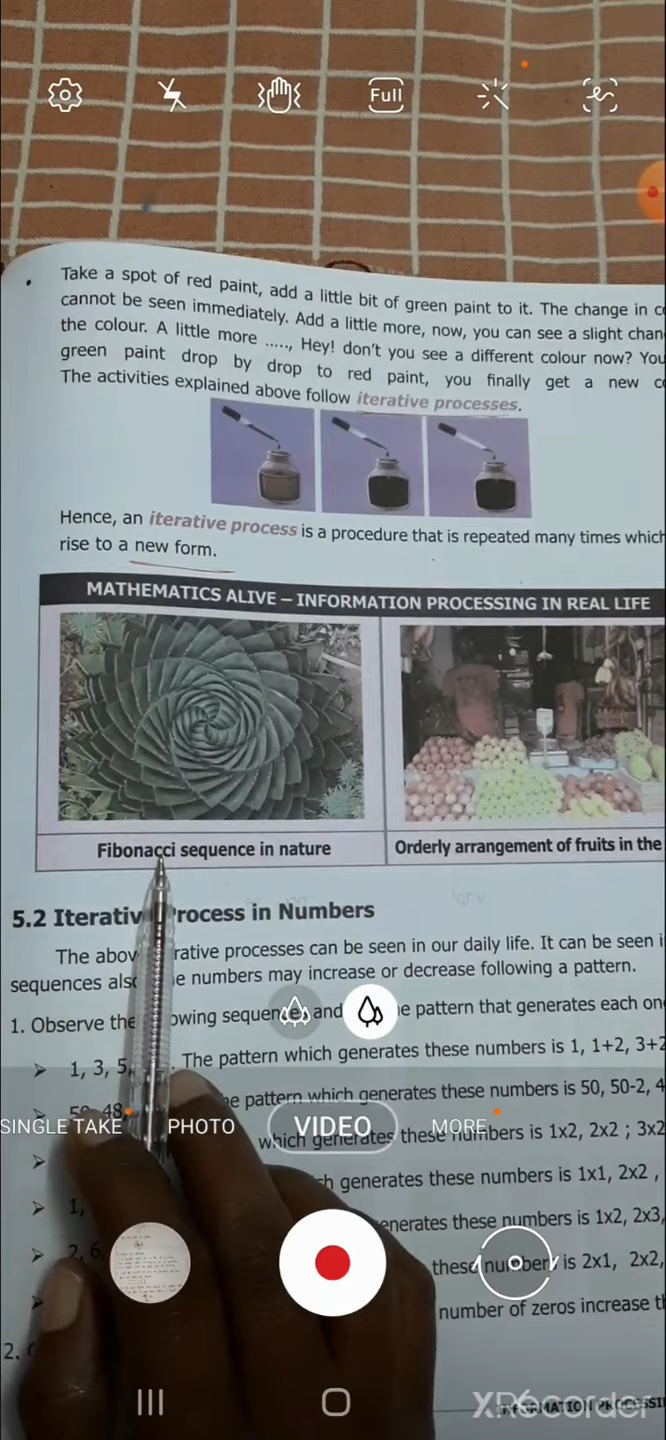 Full
Take a spot of red paint, add a little bit of green paint to it. The change in
cannot be seen immediately. Add a little more, now, you can see a slight
the colour. A little more ....., Hey! don't you see a different colour now? You
green paint drop by drop to red paint, you finally get a new
The activities explained above follow iterative processes.
Hence, an iterative process is a procedure that is repeated many times which
rise to a new form.
MATHEMATICS ALIVE – INFORMATION PROCESSING IN REAL LIFE
Fibonacci sequence in nature
Orderly arrangement of fruits in the
5.2 Iterative Process in Numbers
The above iterative processes can be seen in our daily life. It can be seen
sequences also numbers may increase or decrease following a pattern.
1. Observe the following sequences and the pattern that generates each
➢ 1, 3, 5, The pattern which generates these numbers is 1, 1+2, 3+2
➢ 50, 48 the pattern which generates these numbers is 50, 50-2,
SINGLE TAKE PHOTO VIDEO MORE
➢ which generates these numbers is 1x2, 2x2 ; 3x2
➢ 1, generates these numbers is 1x1, 2x2 ,
➢ 2, 6, these numbers is 1x2, 2x3,
➢ these numbers is 2x1, 2x2,
➢ number of zeros increase
2.
XRecorder
INFORMATION